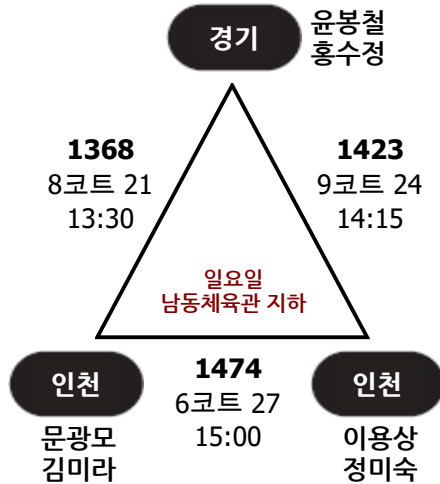 경기
윤봉철
홍수정
1368
8코트 21
13:30
1423
9코트 24
14:15
일요일
남동체육관 지하
인천
문광모
김미라
1474
6코트 27
15:00
인천
이용상
정미숙